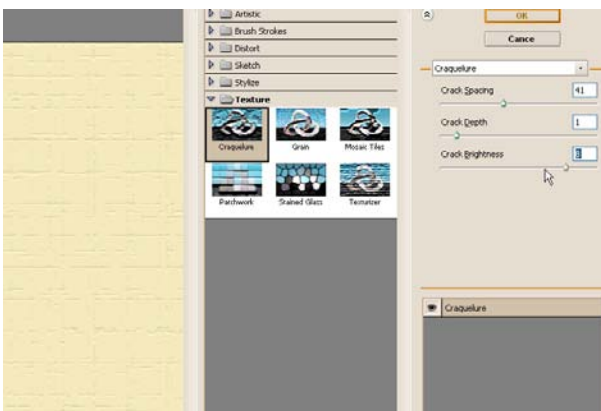 Artistic
Brush Strokes
Distort
Sketch
Stylize
Texture
Craquelure
Grain
Mosaic Tiles
Patchwork
Stained Glass
Texturizer
OK
Cance
Craquelure
Crack Spacing
41
Crack Depth
1
Crack Brightness
Craquelure